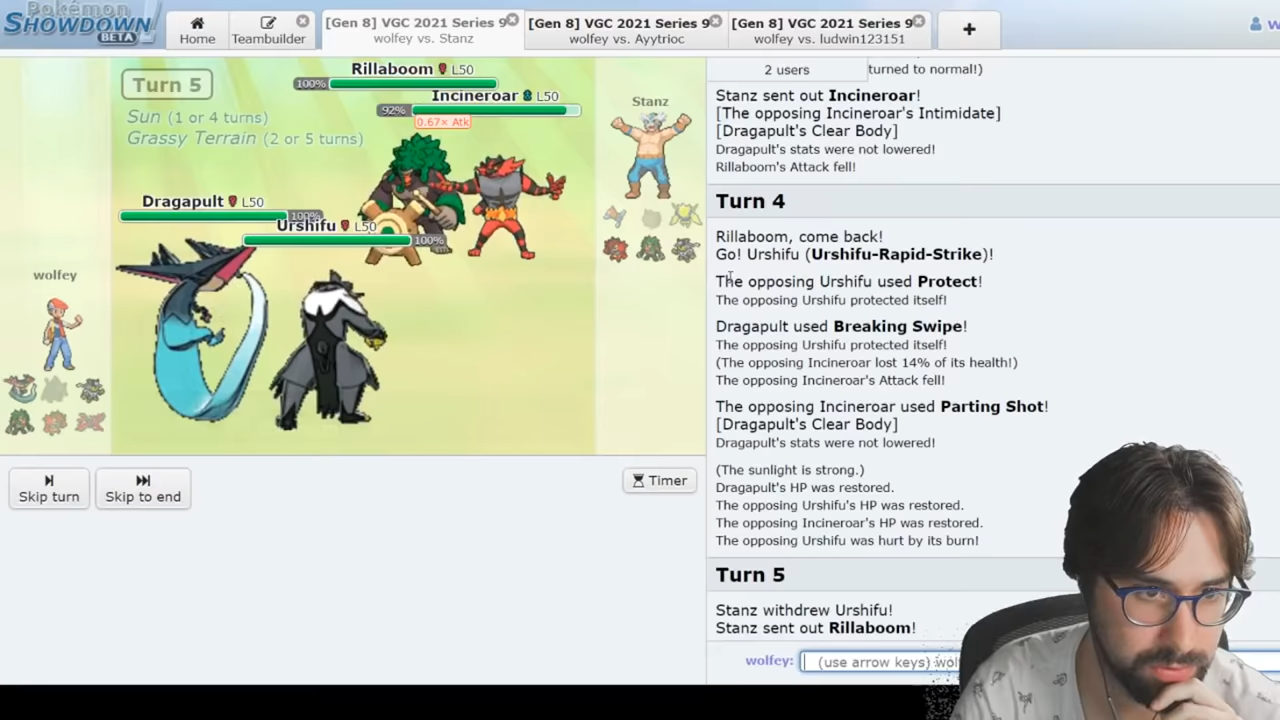 Pokémon
SHOWDOWN
BETA
Home
Teambuilder
[Gen 8] VGC 2021 Series 9
wolfey vs. Stanz
[Gen 8] VGC 2021 Series 9
wolfey vs. Ayytrioc
[Gen 8] VGC 2021 Series 9
wolfey vs. ludwin123151
+
Turn 5
Sun (1 or 4 turns)
Grassy Terrain (2 or 5 turns)
Rillaboom L50
100%
Incineroar L50
92%
0.67× Atk
Stanz
Dragapult L50
100%
Urshifu L50
100%
wolfey
Skip turn
Skip to end
Timer
2 users
turned to normal!)
Stanz sent out Incineroar!
[The opposing Incineroar's Intimidate]
[Dragapult's Clear Body]
Dragapult's stats were not lowered!
Rillaboom's Attack fell!
Turn 4
Rillaboom, come back!
Go! Urshifu (Urshifu-Rapid-Strike)!
The opposing Urshifu used Protect!
The opposing Urshifu protected itself!
Dragapult used Breaking Swipe!
The opposing Urshifu protected itself!
(The opposing Incineroar lost 14% of its health!)
The opposing Incineroar's Attack fell!
The opposing Incineroar used Parting Shot!
[Dragapult's Clear Body]
Dragapult's stats were not lowered!
(The sunlight is strong.)
Dragapult's HP was restored.
The opposing Urshifu's HP was restored.
The opposing Incineroar's HP was restored.
The opposing Urshifu was hurt by its burn!
Turn 5
Stanz withdrew Urshifu!
Stanz sent out Rillaboom!
wolfey: (use arrow keys)